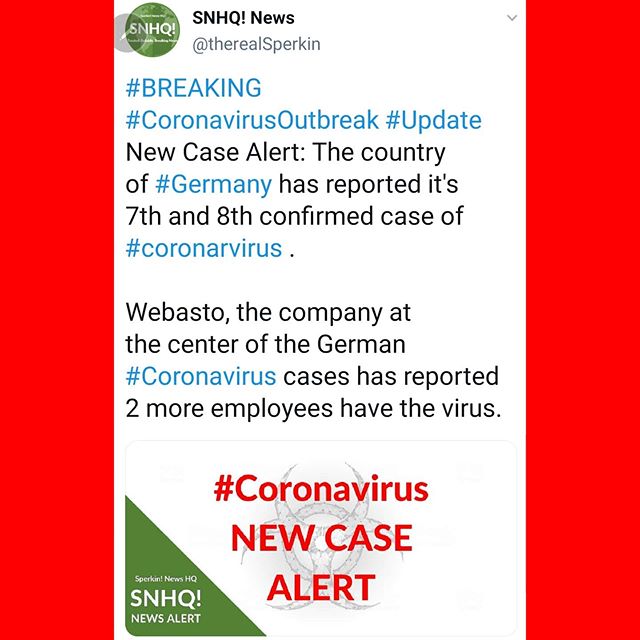 SNHQ! News
@therealSperkin
SNHQ!
#BREAKING
#CoronavirusOutbreak #Update
New Case Alert: The country
of #Germany has reported it's
7th and 8th confirmed case of
#coronarvirus .
Webasto, the company at
the center of the German
#Coronavirus cases has reported
2 more employees have the virus.
#Coronavirus
NEW CASE
ALERT
Sperkin! News HQ
SNHQ!
NEWS ALERT